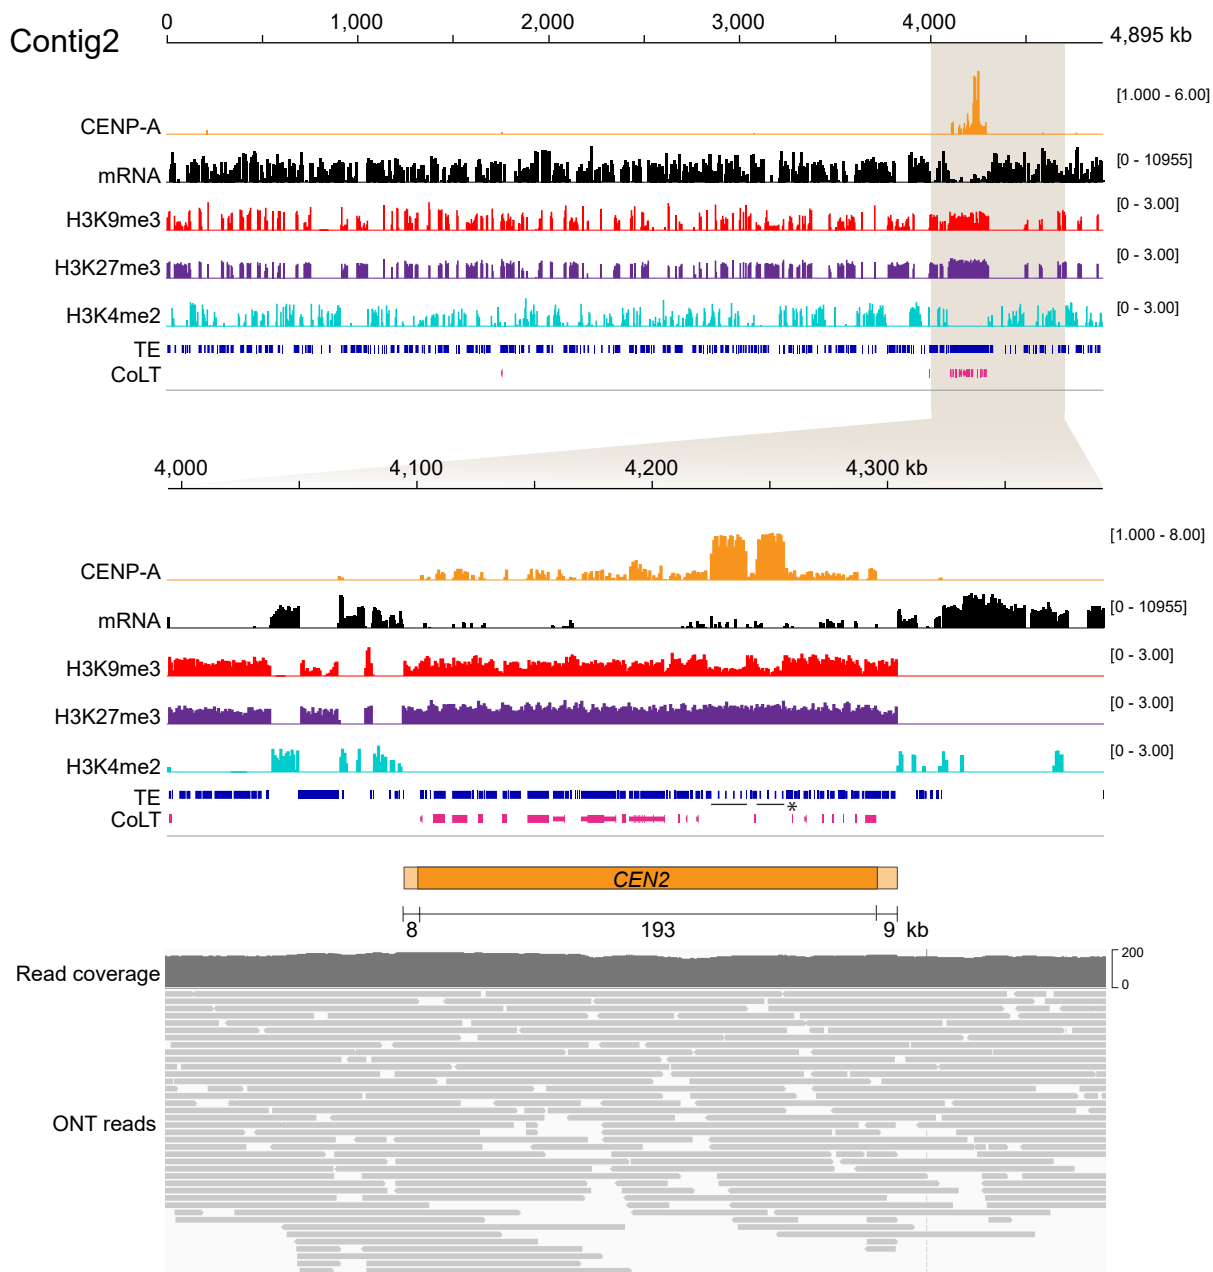 Contig2
0 1,000 2,000 3,000 4,000 4,895 kb
CENP-A [1.000 - 6.00]
mRNA [0 - 10955]
H3K9me3 [0 - 3.00]
H3K27me3 [0 - 3.00]
H3K4me2 [0 - 3.00]
TE
CoLT
4,000 4,100 4,200 4,300 kb
CENP-A [1.000 - 8.00]
mRNA [0 - 10955]
H3K9me3 [0 - 3.00]
H3K27me3 [0 - 3.00]
H3K4me2 [0 - 3.00]
TE
*
CoLT
CEN2
8 193 9 kb
Read coverage 200
0
ONT reads